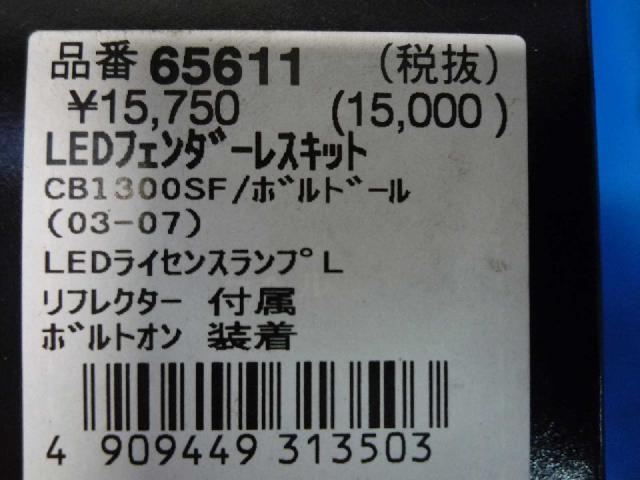 品番 65611 （税抜）
¥15,750 (15,000)
LEDﾌｪﾝﾀﾞｰﾚｽｷｯﾄ
CB1300SF/ﾎﾞﾙﾄﾞｰﾙ
(03-07)
LEDﾗｲｾﾝｽﾗﾝﾌﾟL
ﾘﾌﾚｸﾀｰ 付属
ﾎﾞﾙﾄｵﾝ 装着
4 909449 313503